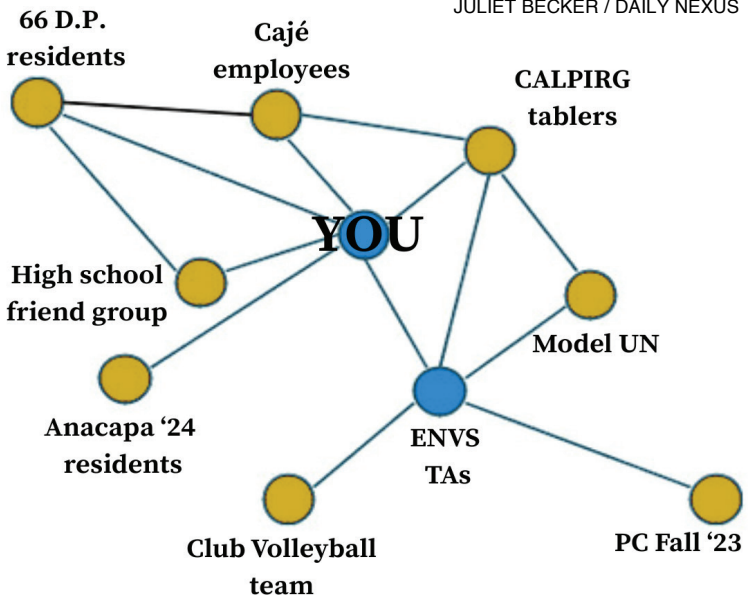 JULIET BECKER / DAILY NEXUS
66 D.P.
residents
Cajé
employees
CALPIRG
tablers
YOU
High school
friend group
Model UN
Anacapa ‘24
residents
ENVS
TAs
Club Volleyball
team
PC Fall ‘23